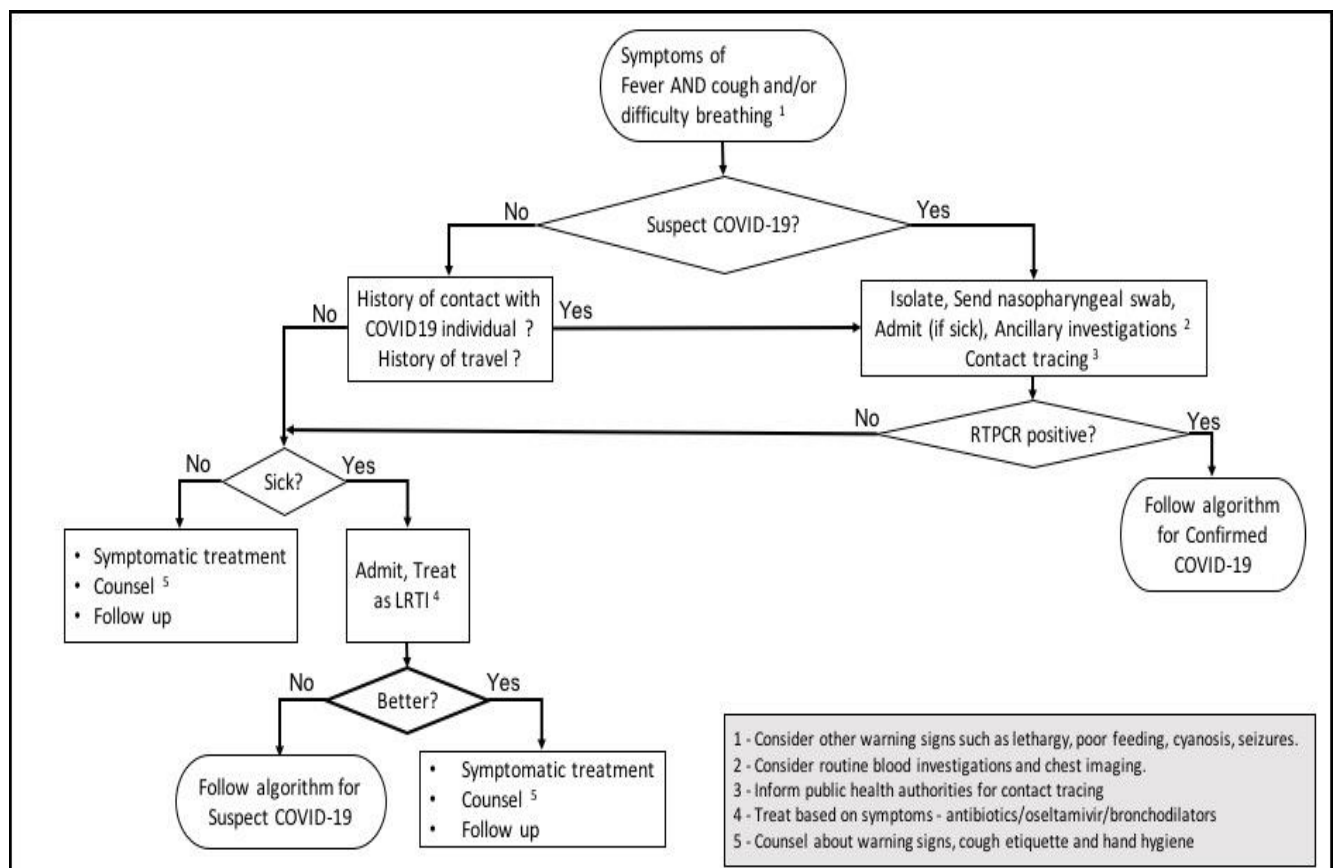 Symptoms of
Fever AND cough and/or
difficulty breathing 1
No
Suspect COVID-19?
Yes
History of contact with
COVID19 individual ?
History of travel ?
No
Yes
Isolate, Send nasopharyngeal swab,
Admit (if sick), Ancillary investigations 2
Contact tracing 3
No
RTPCR positive?
Yes
Follow algorithm
for Confirmed
COVID-19
No
Sick?
Yes
• Symptomatic treatment
• Counsel 5
• Follow up
Admit, Treat
as LRTI 4
No
Better?
Yes
Follow algorithm for
Suspect COVID-19
• Symptomatic treatment
• Counsel 5
• Follow up
1 - Consider other warning signs such as lethargy, poor feeding, cyanosis, seizures.
2 - Consider routine blood investigations and chest imaging.
3 - Inform public health authorities for contact tracing
4 - Treat based on symptoms - antibiotics/oseltamivir/bronchodilators
5 - Counsel about warning signs, cough etiquette and hand hygiene